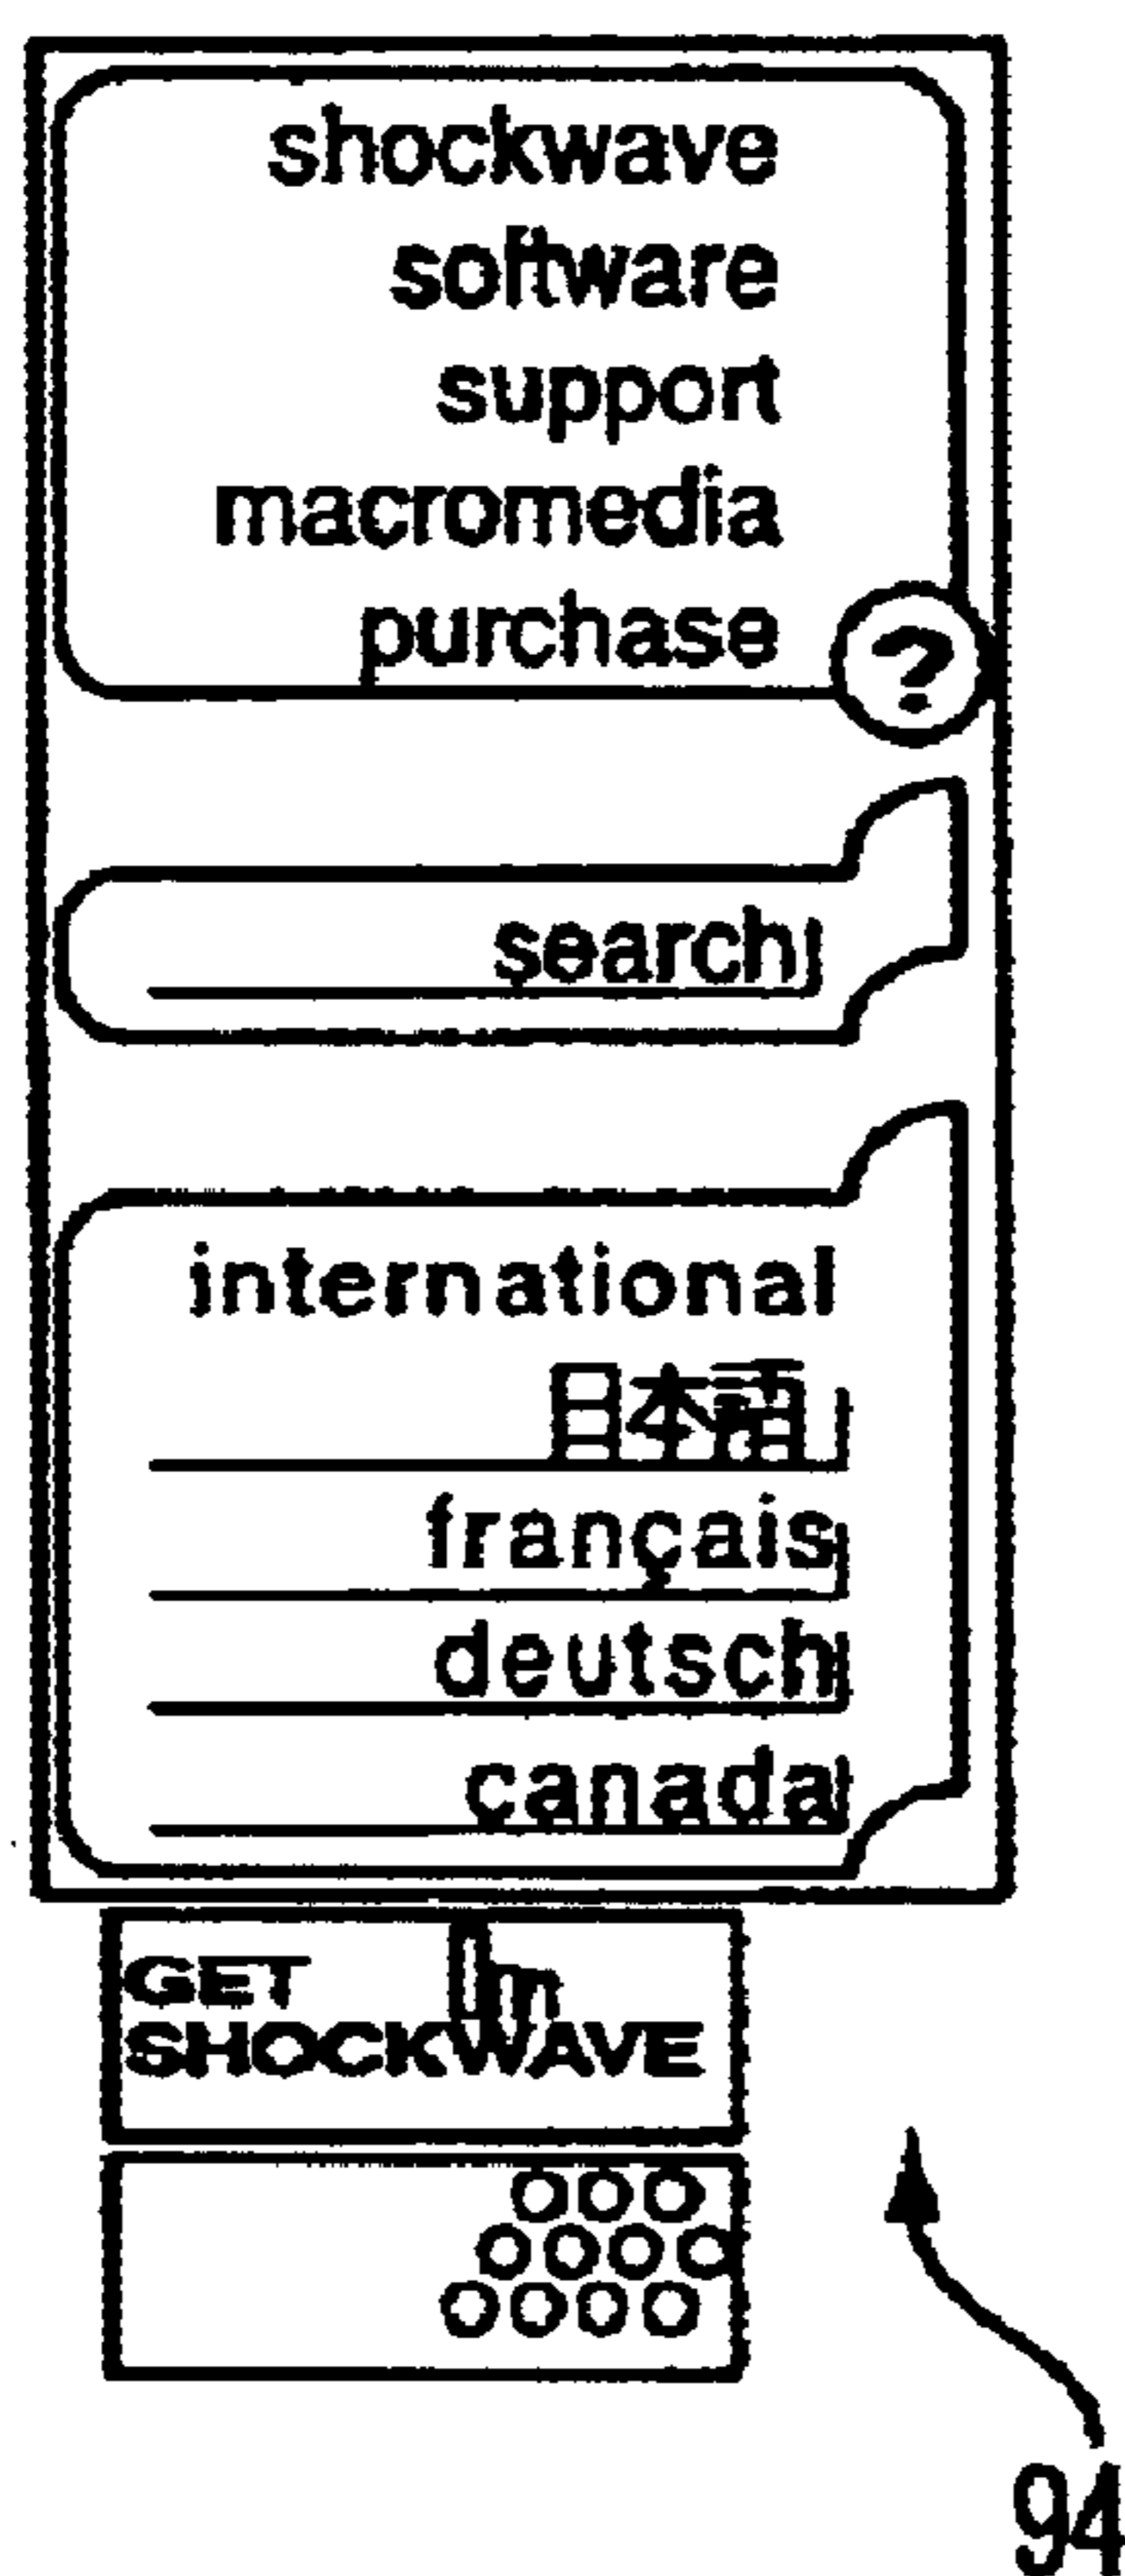 shockwave
software
support
macromedia
purchase
?
search
international
日本語
français
deutsch
canada
GET
SHOCKWAVE
94